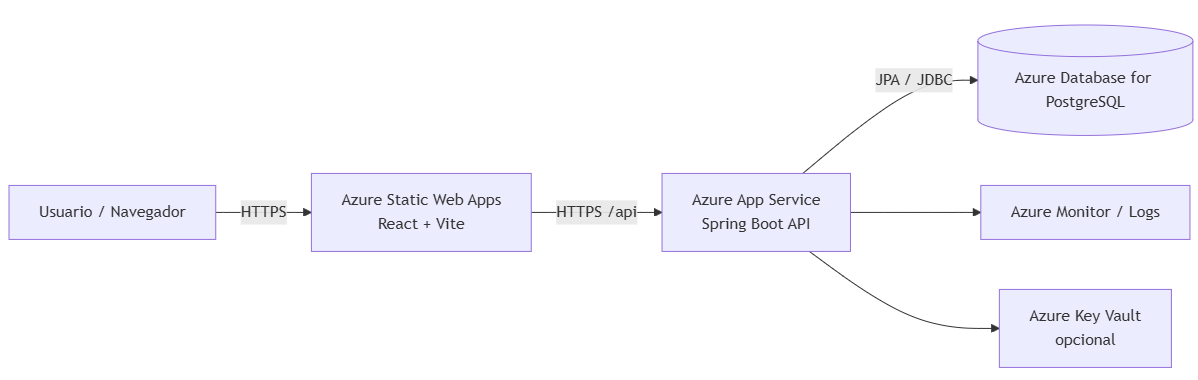 Usuario / Navegador
HTTPS
Azure Static Web Apps
React + Vite
HTTPS /api
Azure App Service
Spring Boot API
JPA / JDBC
Azure Database for
PostgreSQL
Azure Monitor / Logs
Azure Key Vault
opcional